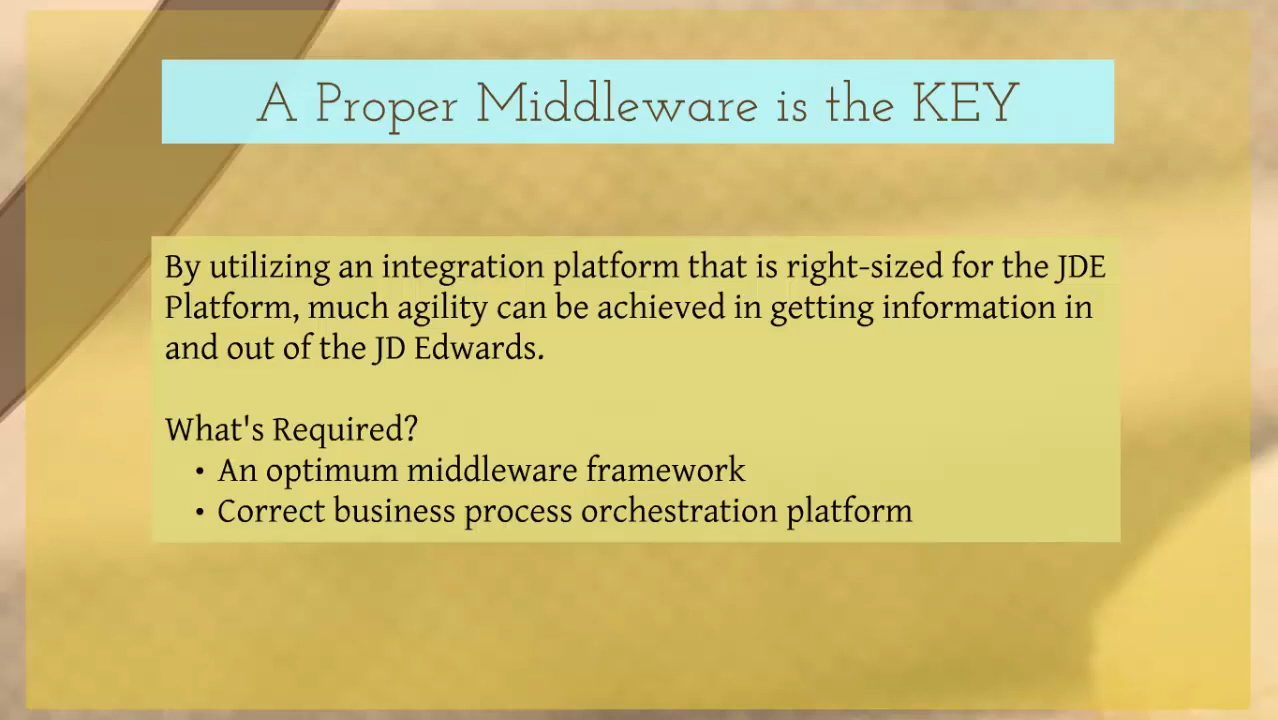 A Proper Middleware is the KEY
By utilizing an integration platform that is right-sized for the JDE
Platform, much agility can be achieved in getting information in
and out of the JD Edwards.
What's Required?
• An optimum middleware framework
• Correct business process orchestration platform